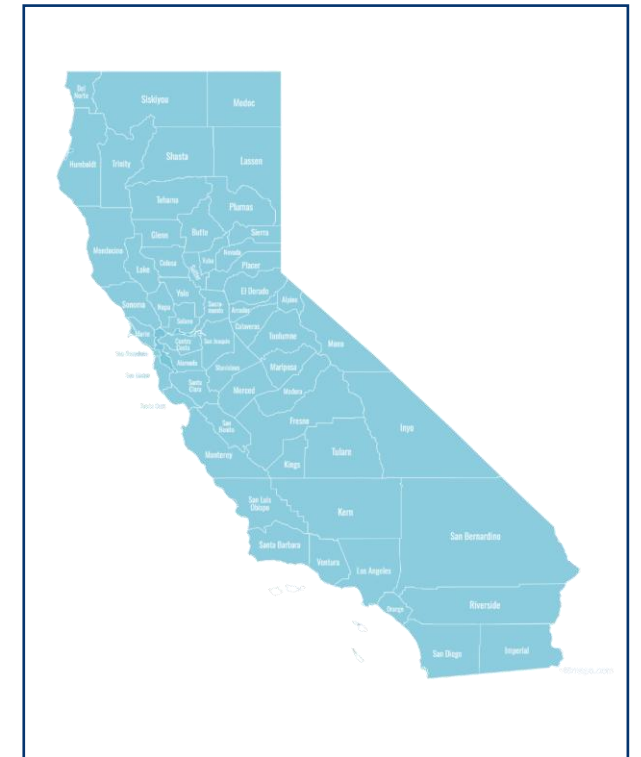 Del
Norte
Siskiyou
Modoc
Humboldt
Trinity
Shasta
Lassen
Tehama
Plumas
Mendocino
Glenn
Butte
Sierra
Lake
Colusa
Yuba
Nevada
Placer
Sonoma
Napa
Yolo
El Dorado
Alpine
Sacra-
mento
Amador
Marin
Solano
Calaveras
Tuolumne
Mono
Contra
Costa
San Joaquin
San Francisco
Alameda
Stanislaus
Mariposa
San Mateo
Santa
Clara
Merced
Madera
Santa Cruz
San
Benito
Fresno
Inyo
Monterey
Kings
Tulare
San Luis
Obispo
Kern
San Bernardino
Santa Barbara
Ventura
Los Angeles
Orange
Riverside
San Diego
Imperial